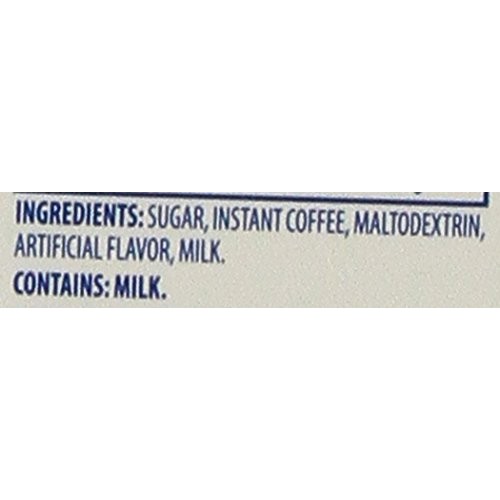 INGREDIENTS: SUGAR, INSTANT COFFEE, MALTODEXTRIN,
ARTIFICIAL FLAVOR, MILK.
CONTAINS: MILK.